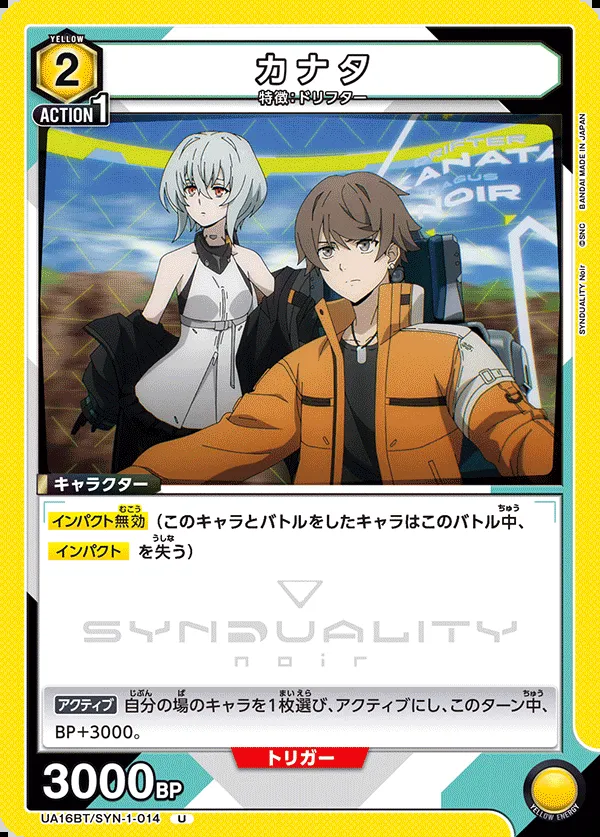 YELLOW
2
ACTION 1
カナタ
特徴:ドリフター
DRIFTER
KANATA
MAGUS
NOIR
SYNDUALITY Noir ©SNC BANDAI MADE IN JAPAN
キャラクター
インパクト無効(このキャラとバトルをしたキャラはこのバトル中、
インパクト を失う)
SYNDUALITY
noir
アクティブ 自分の場のキャラを1枚選び、アクティブにし、このターン中、
BP+3000。
トリガー
3000BP
UA16BT/SYN-1-014 U
YELLOW ENERGY